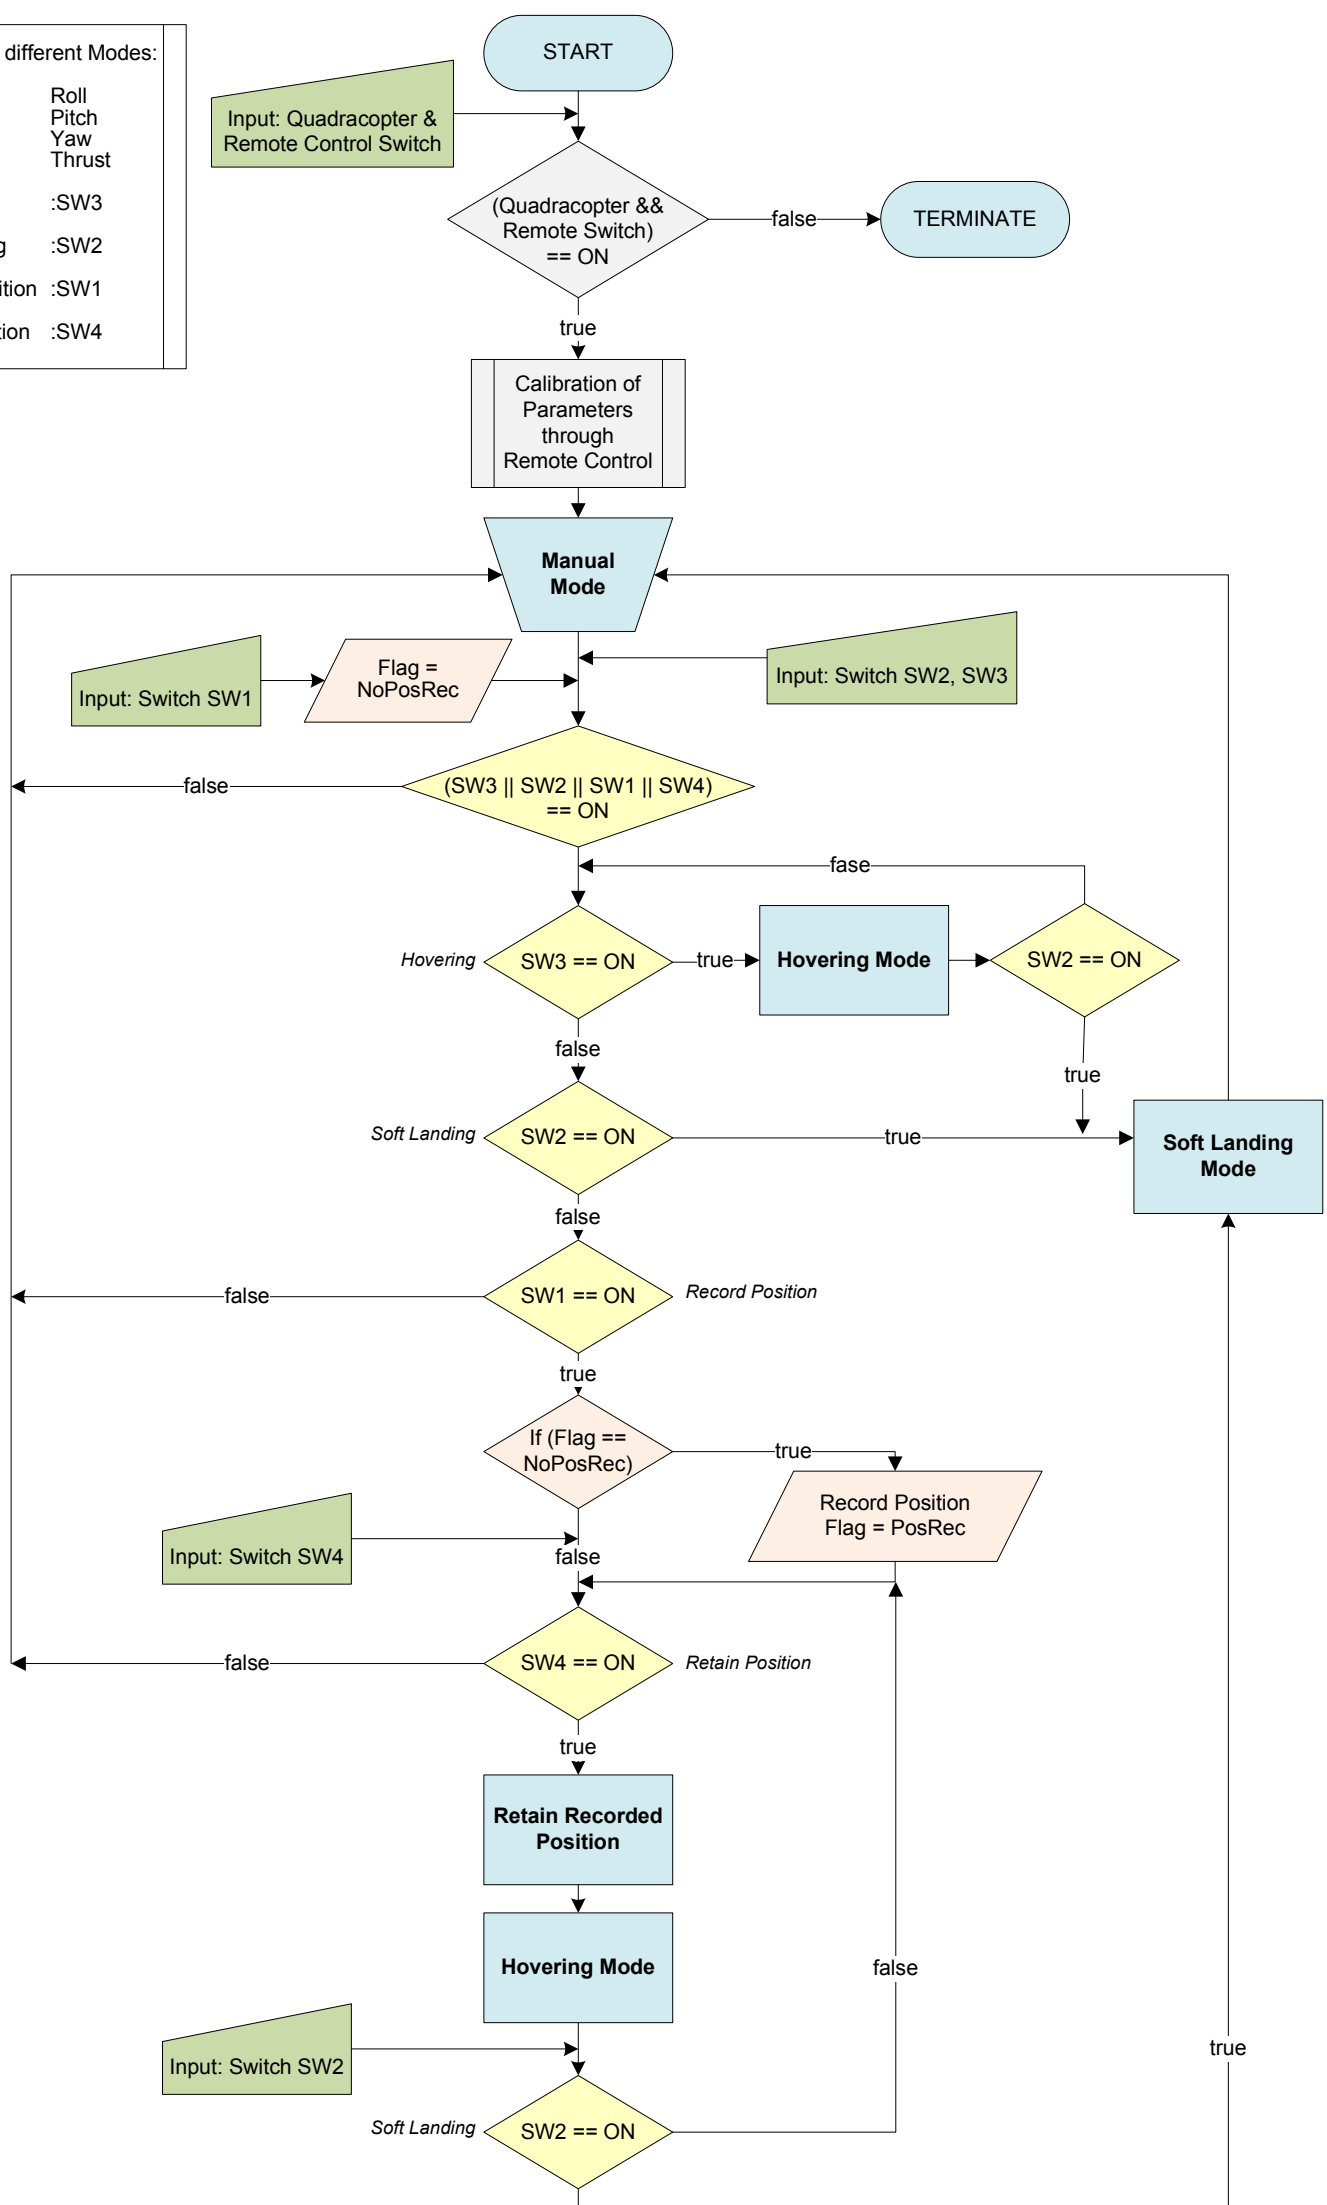 different Modes:
Roll
Pitch
Yaw
Thrust
:SW3
g :SW2
ition :SW1
tion :SW4
START
Input: Quadracopter &
Remote Control Switch
(Quadracopter &&
Remote Switch)
== ON
false
TERMINATE
true
Calibration of
Parameters
through
Remote Control
Manual
Mode
Input: Switch SW1
Flag =
NoPosRec
Input: Switch SW2, SW3
false
(SW3 || SW2 || SW1 || SW4)
== ON
fase
Hovering
SW3 == ON
true
Hovering Mode
SW2 == ON
false
true
Soft Landing
SW2 == ON
true
Soft Landing
Mode
false
false
SW1 == ON
Record Position
true
If (Flag ==
NoPosRec)
true
Record Position
Flag = PosRec
Input: Switch SW4
false
false
SW4 == ON
Retain Position
true
Retain Recorded
Position
Hovering Mode
false
Input: Switch SW2
true
Soft Landing
SW2 == ON